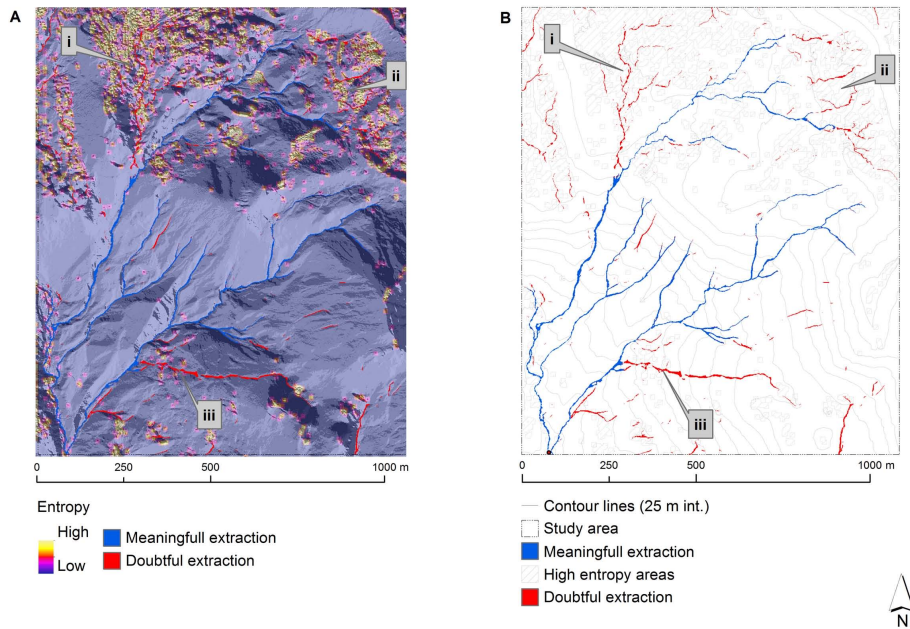 A
B
i
ii
iii
i
ii
iii
0 250 500 1000 m
0 250 500 1000 m
Entropy
High
Low
Meaningfull extraction
Doubtful extraction
Contour lines (25 m int.)
Study area
Meaningfull extraction
High entropy areas
Doubtful extraction
N